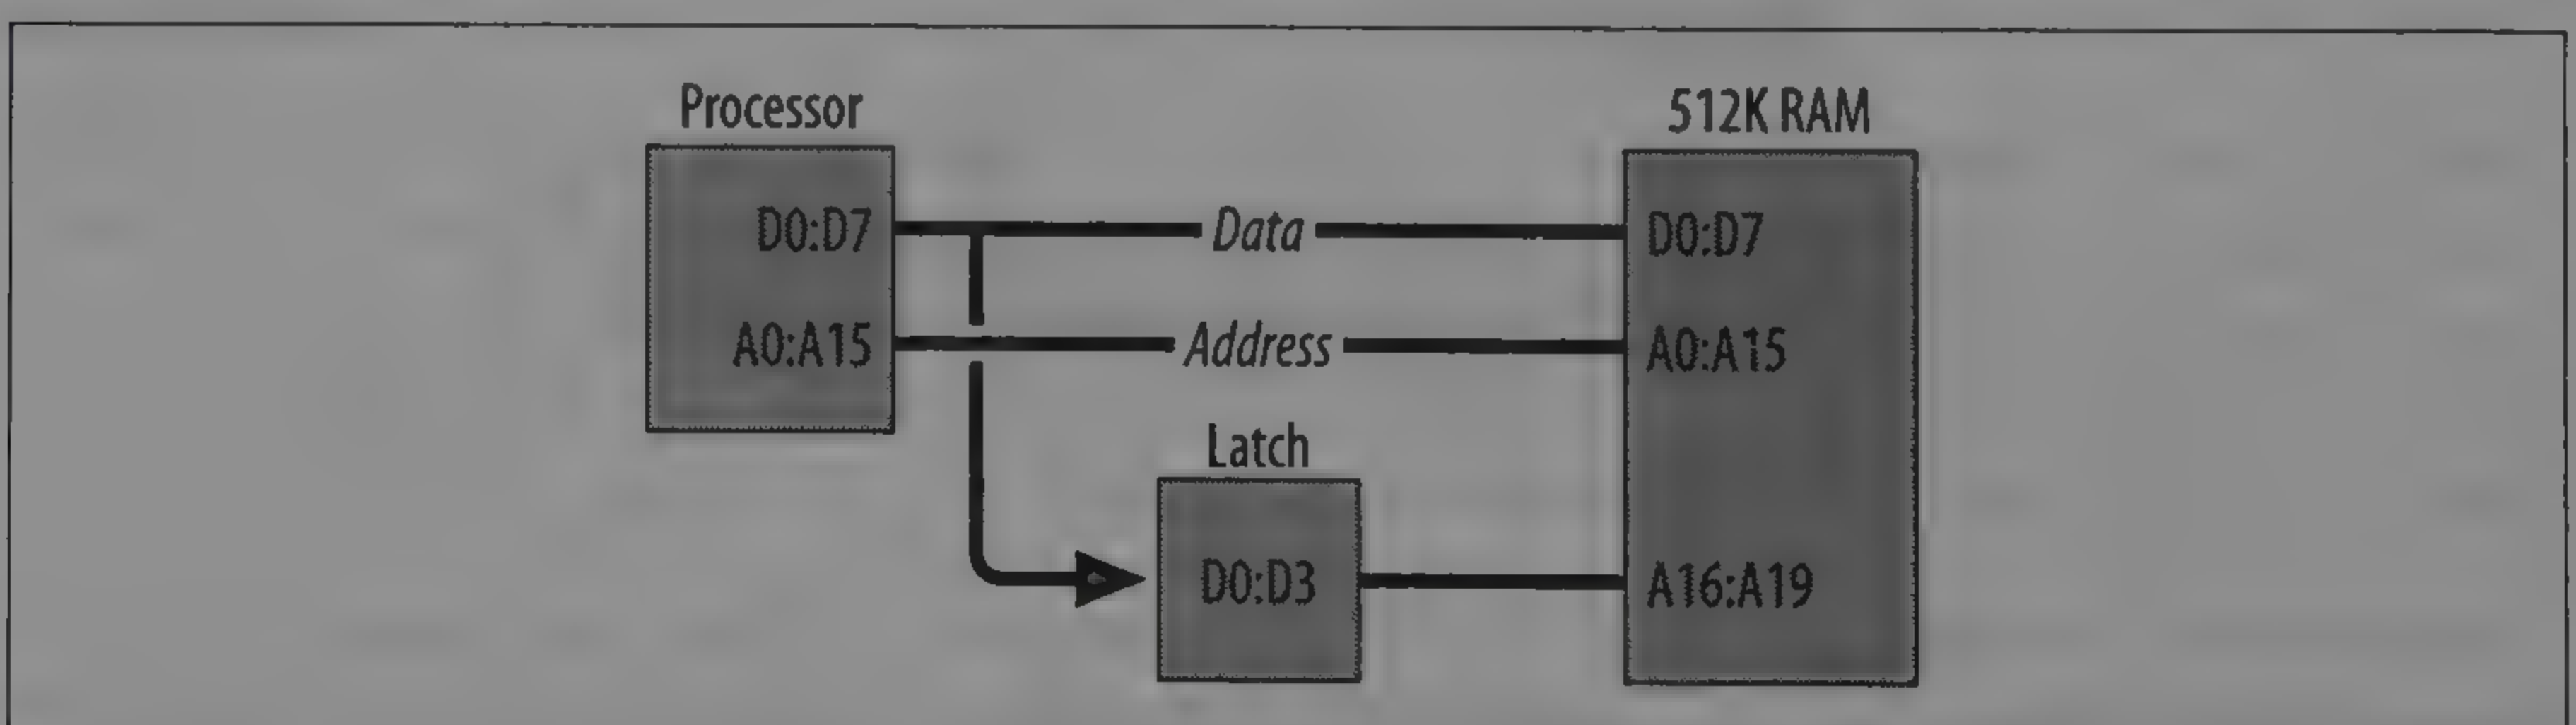 Processor
512K RAM
D0:D7
Data
D0:D7
A0:A15
Address
A0:A15
Latch
D0:D3
A16:A19